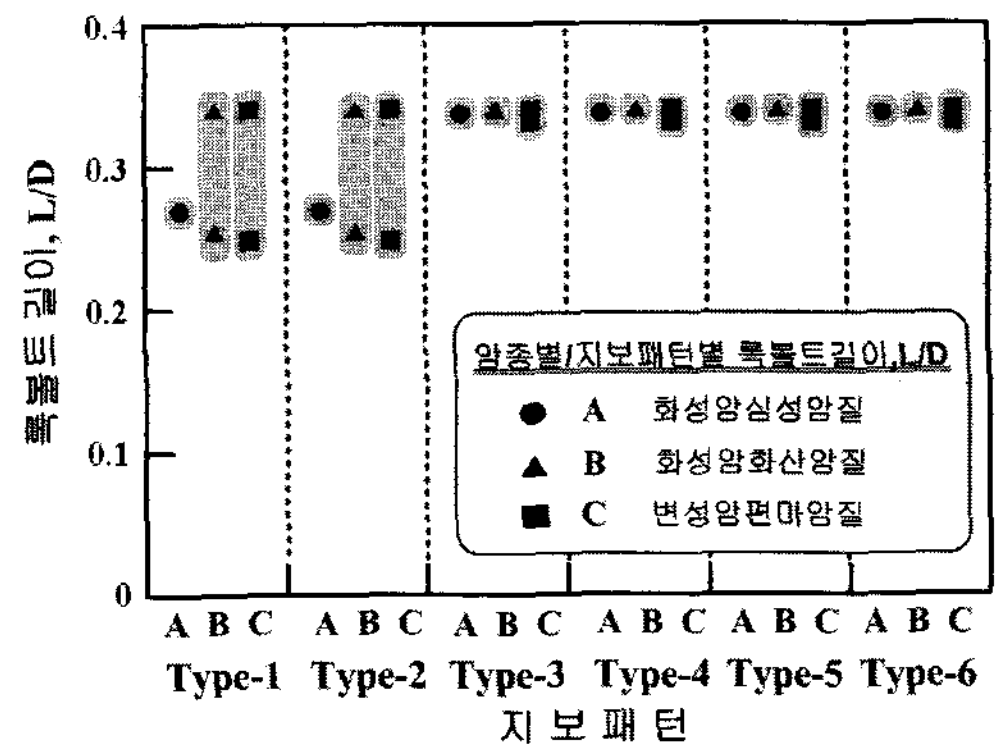 0.4
0.3
0.2
0.1
0
록볼트 길이, L/D
암종별/지보패턴별 록볼트길이,L/D
A 화성암심성암질
B 화성암화산암질
C 변성암편마암질
A B C A B C A B C A B C A B C A B C
Type-1 Type-2 Type-3 Type-4 Type-5 Type-6
지보패턴